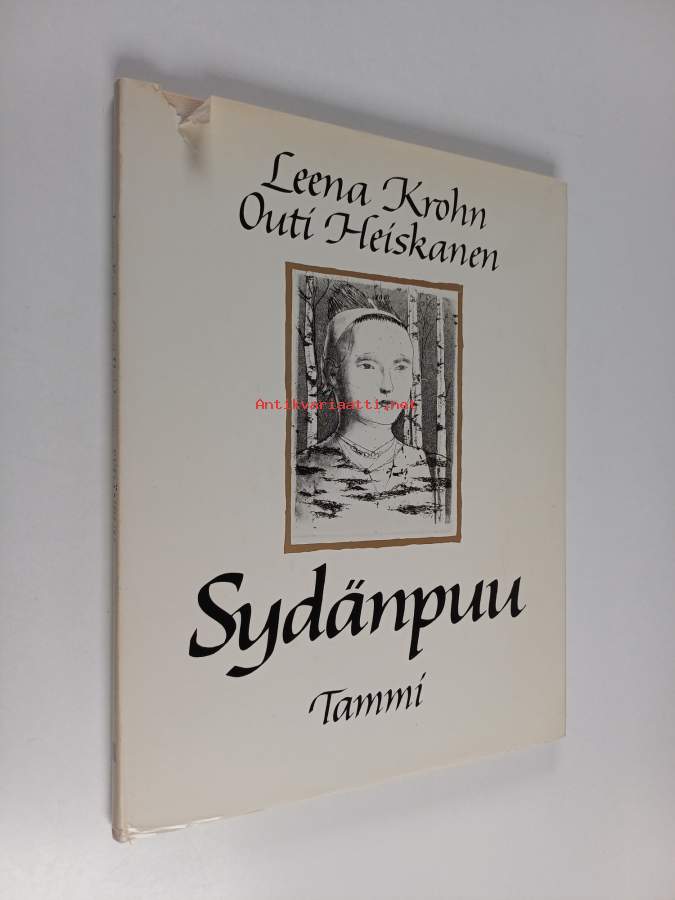 Leena Krohn
Outi Heiskanen
Antikvariaatti.net
Sydänpuu
Tammi